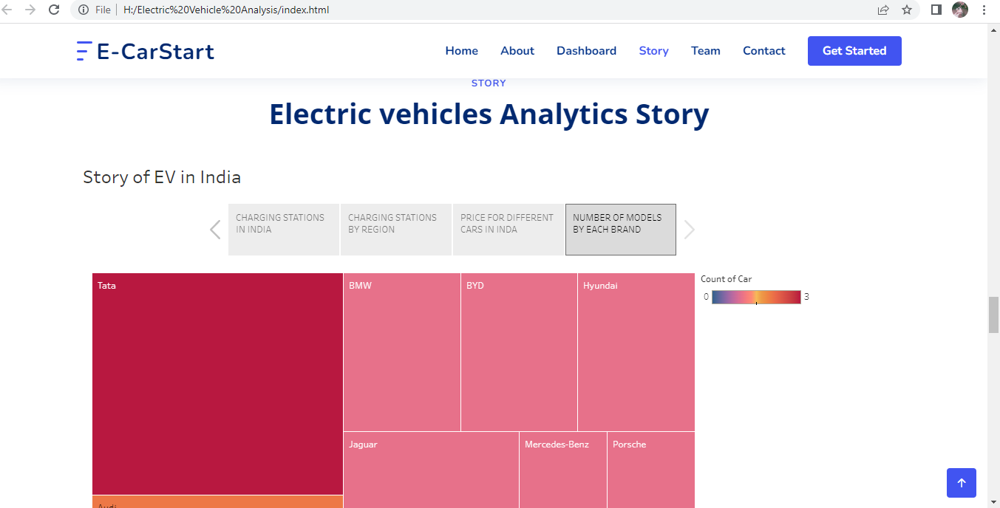 File
H:/Electric%20Vehicle%20Analysis/index.html
E-CarStart
Home About Dashboard Story Team Contact Get Started
STORY
Electric vehicles Analytics Story
Story of EV in India
CHARGING STATIONS
IN INDIA
CHARGING STATIONS
BY REGION
PRICE FOR DIFFERENT
CARS IN INDA
NUMBER OF MODELS
BY EACH BRAND
Tata
BMW
BYD
Hyundai
Count of Car
0 3
Jaguar
Mercedes-Benz
Porsche
Audi